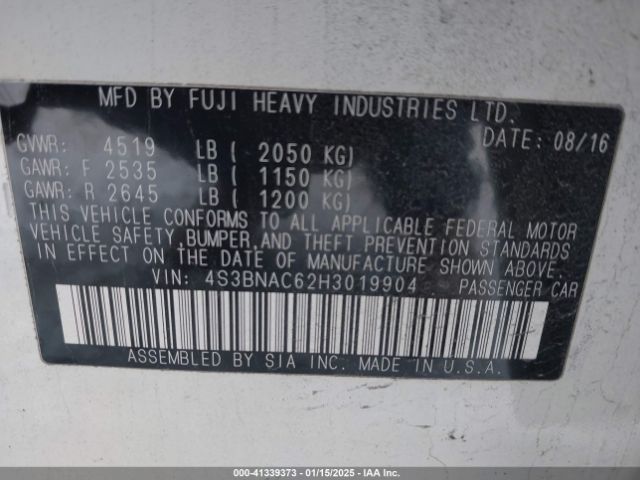 MFD BY FUJI HEAVY INDUSTRIES LTD.
GVWR: 4519 LB ( 2050 KG) DATE: 08/16
GAWR: F 2535 LB ( 1150 KG)
GAWR: R 2645 LB ( 1200 KG)
THIS VEHICLE CONFORMS TO ALL APPLICABLE FEDERAL MOTOR
VEHICLE SAFETY, BUMPER, AND THEFT PREVENTION STANDARDS
IN EFFECT ON THE DATE OF MANUFACTURE SHOWN ABOVE.
VIN: 4S3BNAC62H3019904 PASSENGER CAR
ASSEMBLED BY SIA INC. MADE IN U.S.A.
000-41339373 - 01/15/2025 - IAAI.COM